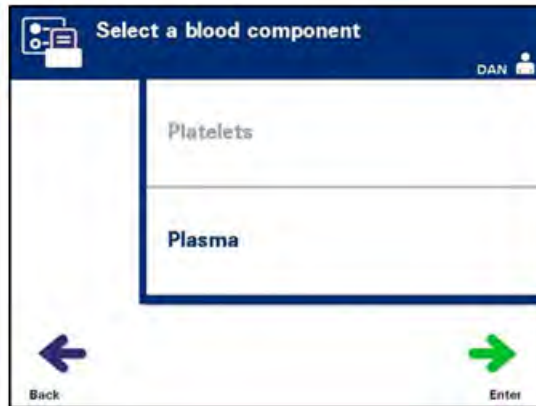 Select a blood component
DAN
Platelets
Plasma
Back
Enter